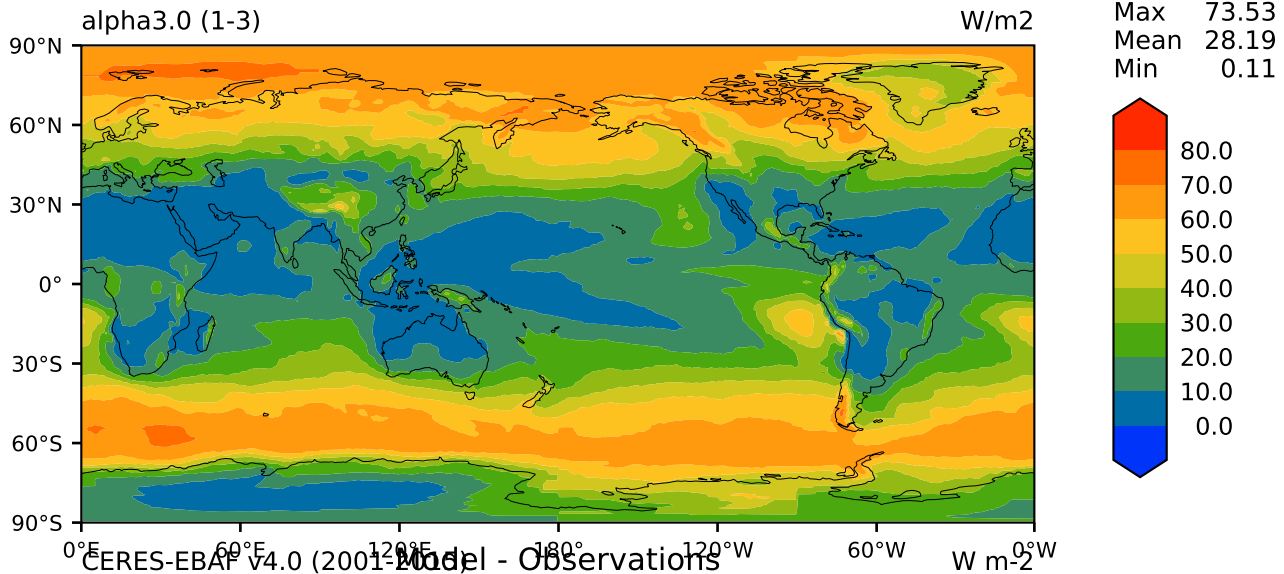 alpha3.0 (1-3) W/m2
Max 73.53
Mean 28.19
Min 0.11
90°N
60°N
30°N
0°
30°S
60°S
90°S
80.0
70.0
60.0
50.0
40.0
30.0
20.0
10.0
0.0
0°E 60°E 120°E 180° 120°W 60°W 0°W
CERES-EBAF v4.0 (2001-2015) Model - Observations W m-2